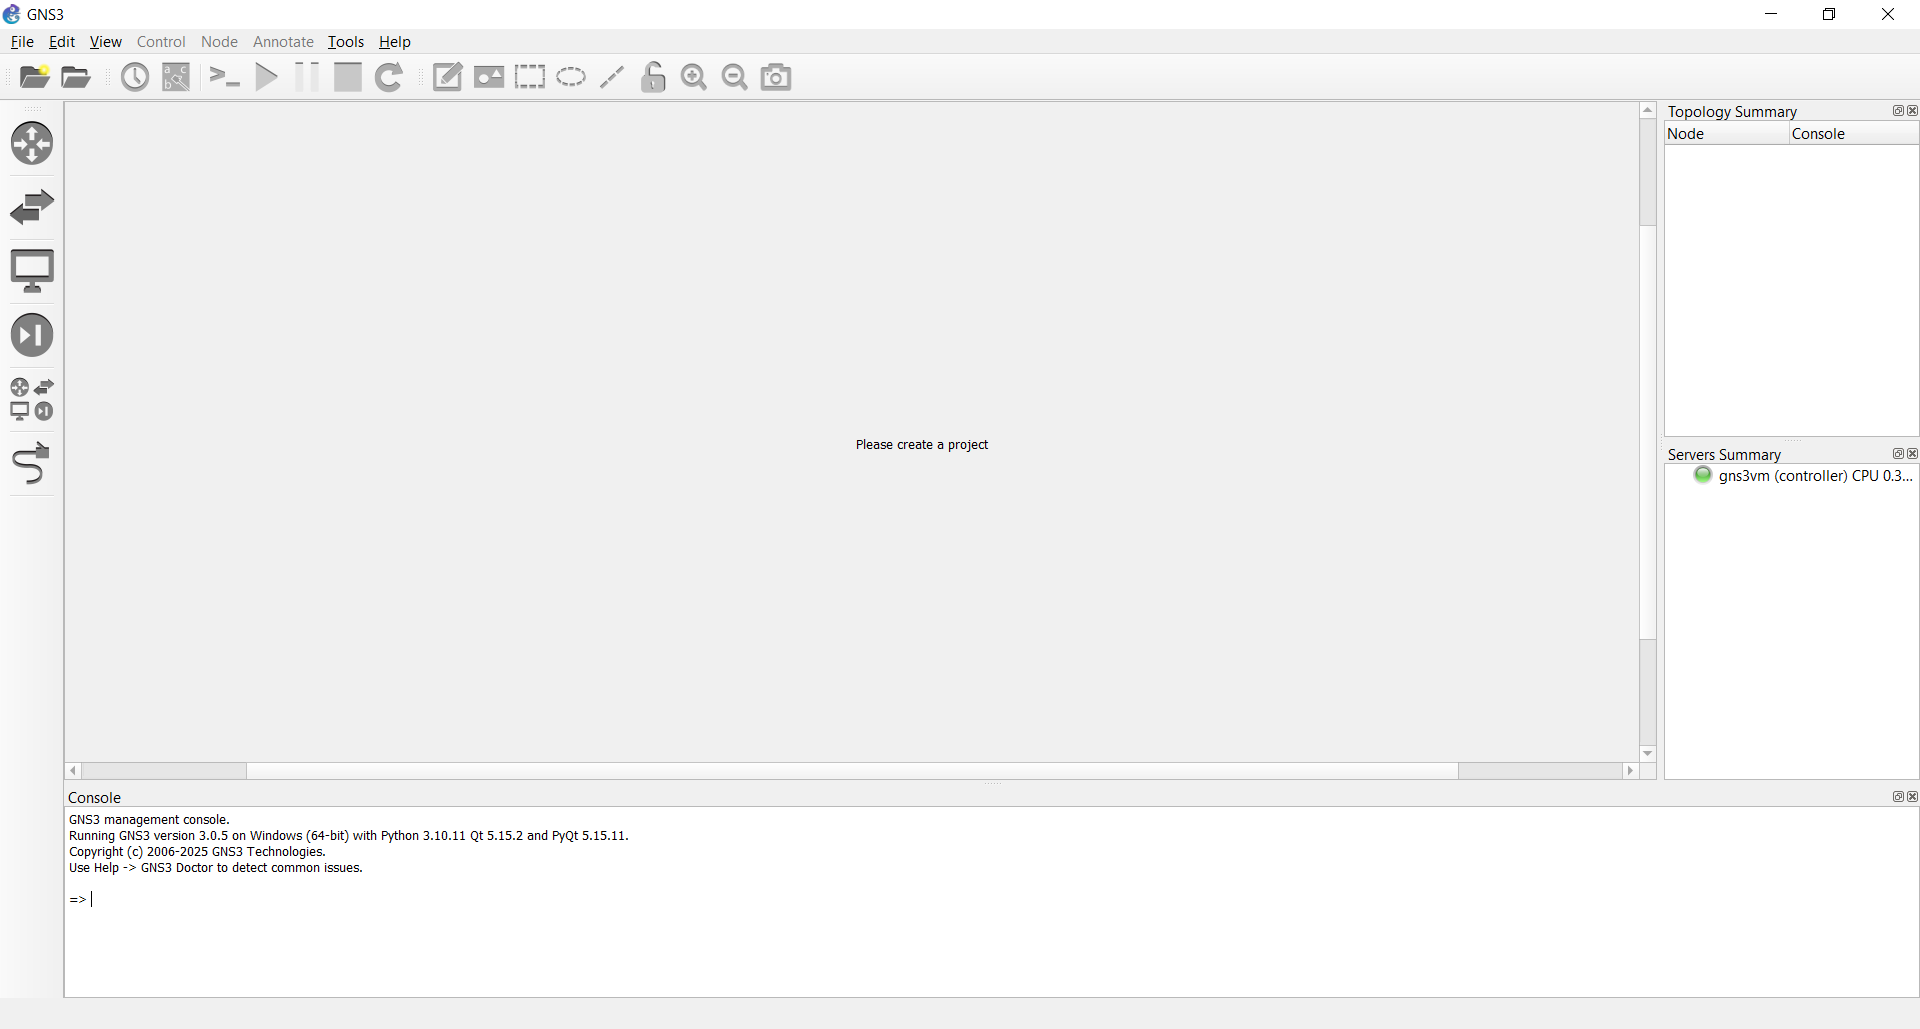 GNS3
File Edit View Control Node Annotate Tools Help
a c
b
Topology Summary
Node Console
Please create a project
Servers Summary
gns3vm (controller) CPU 0.3...
Console
GNS3 management console.
Running GNS3 version 3.0.5 on Windows (64-bit) with Python 3.10.11 Qt 5.15.2 and PyQt 5.15.11.
Copyright (c) 2006-2025 GNS3 Technologies.
Use Help -> GNS3 Doctor to detect common issues.
=>